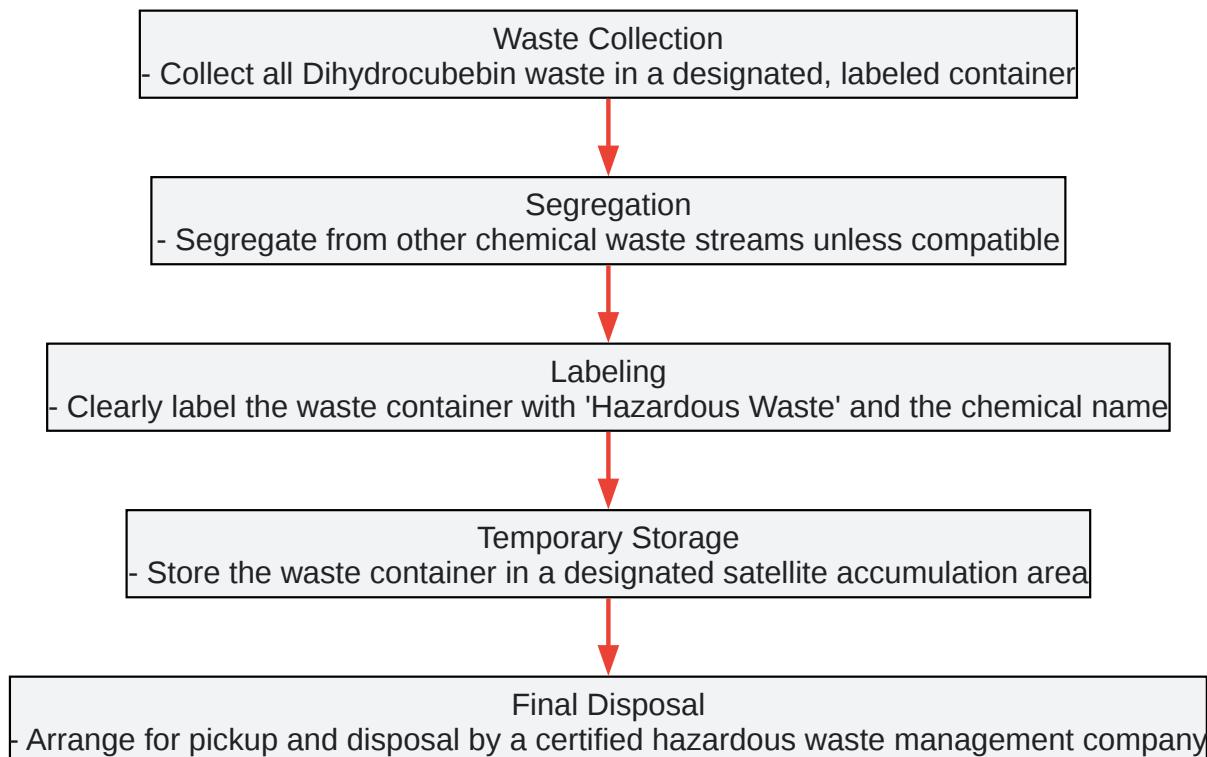 Waste Collection
- Collect all Dihydrocubebin waste in a designated, labeled container
Segregation
- Segregate from other chemical waste streams unless compatible
Labeling
- Clearly label the waste container with 'Hazardous Waste' and the chemical name
Temporary Storage
- Store the waste container in a designated satellite accumulation area
Final Disposal
- Arrange for pickup and disposal by a certified hazardous waste management company